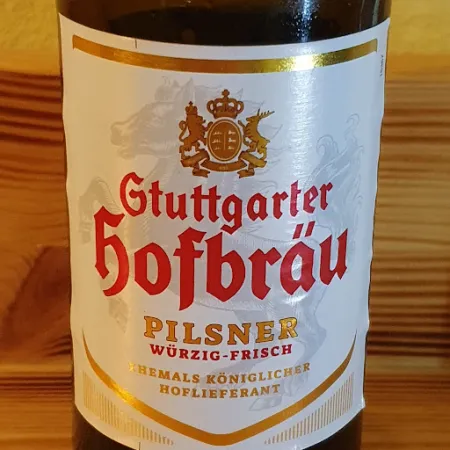 Stuttgarter
Hofbräu
PILSNER
WÜRZIG-FRISCH
EHEMALS KÖNIGLICHER
HOFLIEFERANT